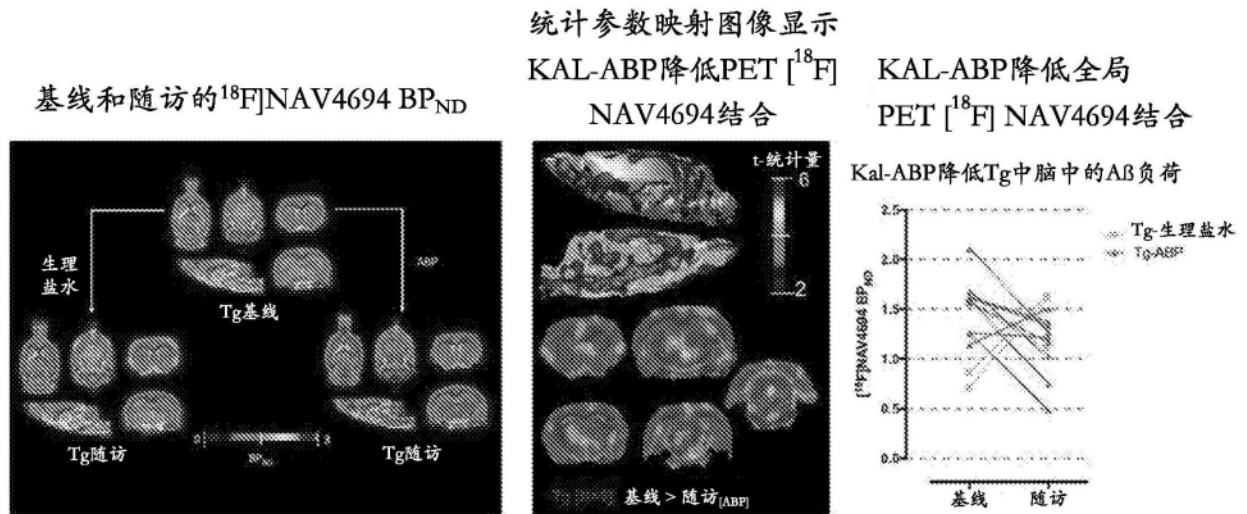 基线和随访的¹⁸F]NAV4694 BP_ND
生理
盐水
ABP
Tg基线
Tg随访
Tg随访
BP_ND
统计参数映射图像显示
KAL-ABP降低PET [¹⁸F]
NAV4694结合
t-统计量
6
2
基线 > 随访[ABP]
KAL-ABP降低全局
PET [¹⁸F] NAV4694结合
Kal-ABP降低Tg中脑中的Aß负荷
[¹⁸F]NAV4694 BP_ND
2.5
2.0
1.5
1.0
0.5
0.0
基线 随访
Tg-生理盐水
Tg-ABP